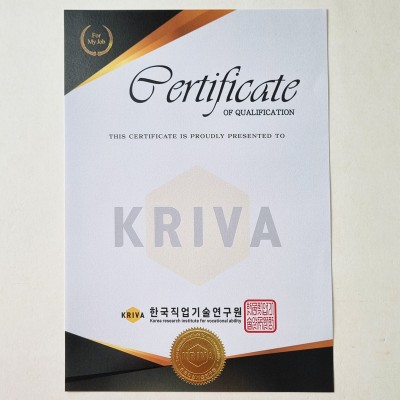 For
My Job
Certificate
OF QUALIFICATION
THIS CERTIFICATE IS PROUDLY PRESENTED TO
KRIVA
KRIVA 한국직업기술연구원
Korea research institute for vocational ability
KRIVA